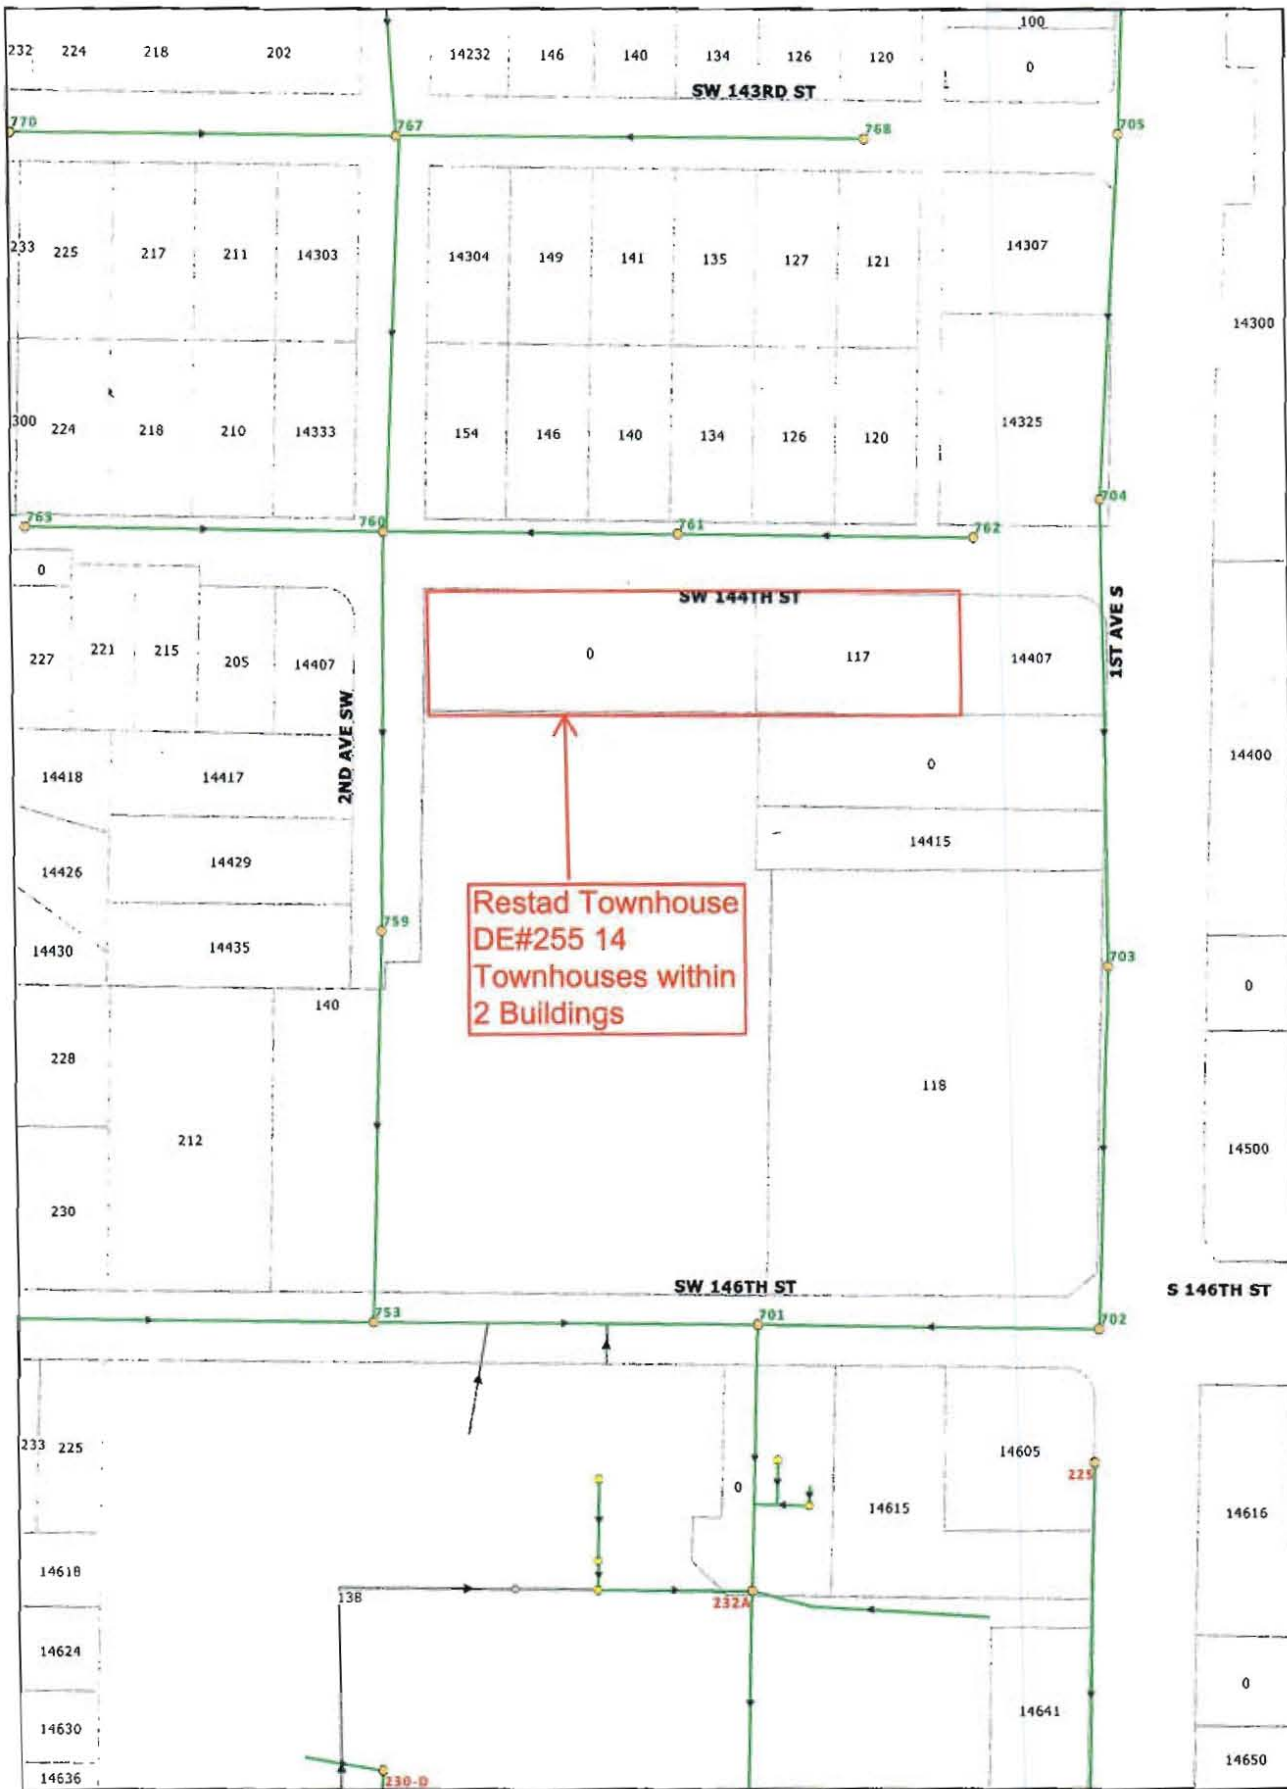 100
232 224 218 202 14232 146 140 134 126 120 0
SW 143RD ST
770 767 768 705
233 225 217 211 14303 14304 149 141 135 127 121 14307
14300
300 224 218 210 14333 154 146 140 134 126 120 14325
704
763 760 761 762
0
SW 144TH ST
1ST AVE S
227 221 215 205 14407 0 117 14407
2ND AVE SW
14418 14417 0 14400
14415
14426 14429
Restad Townhouse
DE#255 14
Townhouses within
2 Buildings
759
14430 14435 703
0
140
228
118
212 14500
230
SW 146TH ST S 146TH ST
753 701 702
233 225 14605
225
0 14615 14616
14618
138 232A
14624
0
14630 14641
14650
14636 230-D